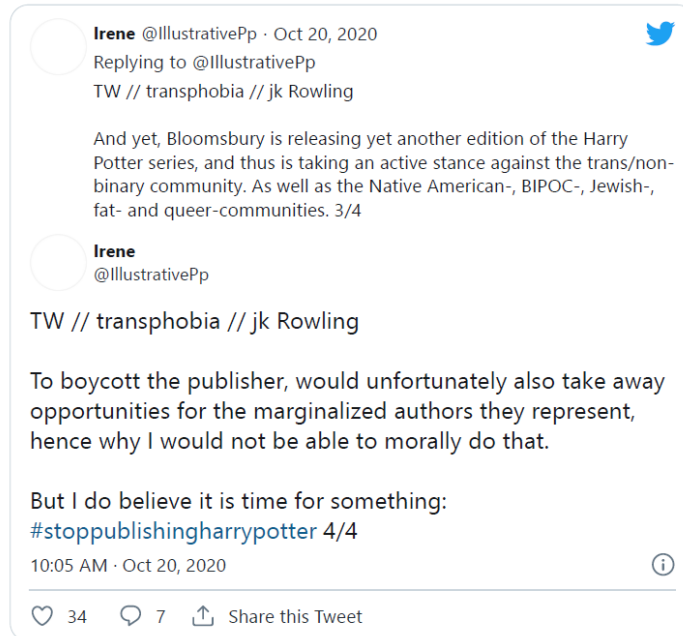 Irene @IllustrativePp · Oct 20, 2020
Replying to @IllustrativePp
TW // transphobia // jk Rowling
And yet, Bloomsbury is releasing yet another edition of the Harry
Potter series, and thus is taking an active stance against the trans/non-
binary community. As well as the Native American-, BIPOC-, Jewish-,
fat- and queer-communities. 3/4
Irene
@IllustrativePp
TW // transphobia // jk Rowling
To boycott the publisher, would unfortunately also take away
opportunities for the marginalized authors they represent,
hence why I would not be able to morally do that.
But I do believe it is time for something:
#stoppublishingharrypotter 4/4
10:05 AM · Oct 20, 2020
34 7 Share this Tweet